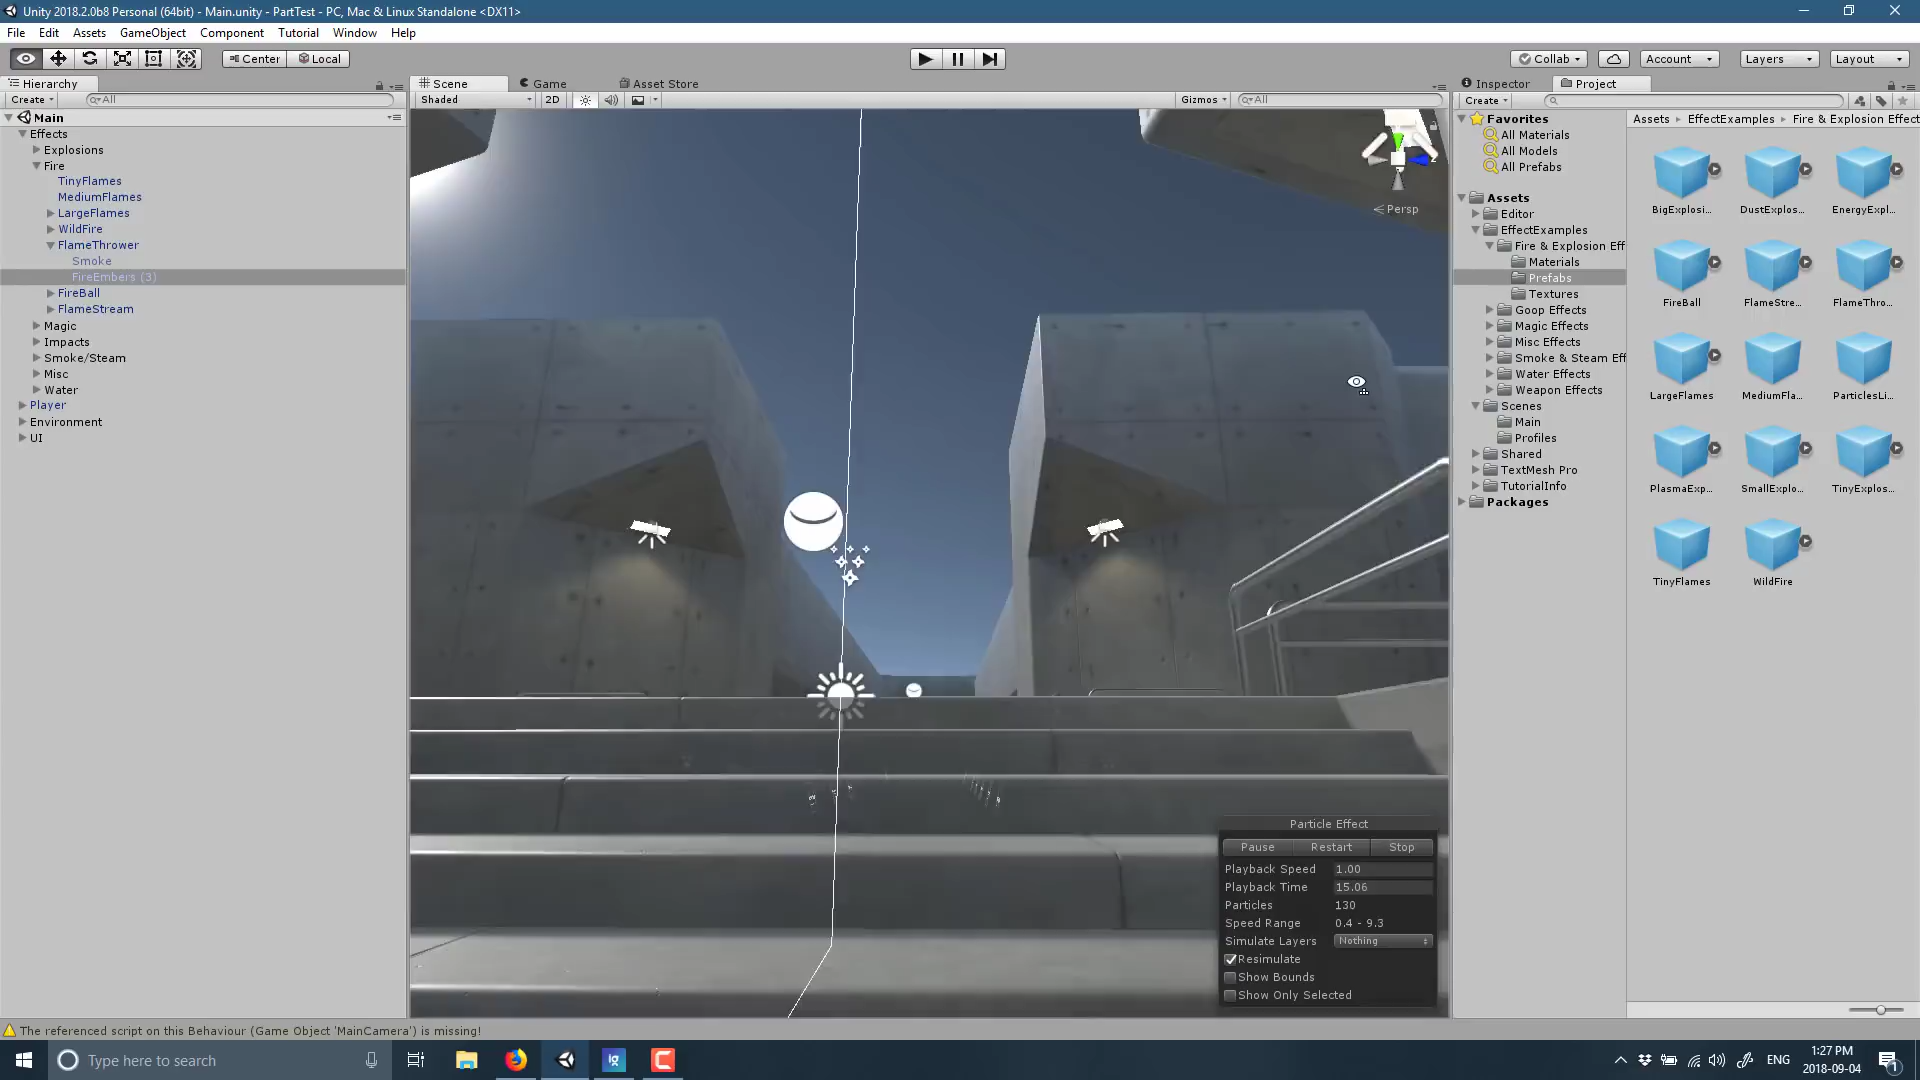 Unity 2018.2.0b8 Personal (64bit) - Main.unity - PartTest - PC, Mac & Linux Standalone <DX11>
File Edit Assets GameObject Component Tutorial Window Help
Center Local Collab Account Layers Layout
Hierarchy
Create All
Main
Effects
Explosions
Fire
TinyFlames
MediumFlames
LargeFlames
WildFire
FlameThrower
Smoke
FireEmbers (3)
FireBall
FlameStream
Magic
Impacts
Smoke/Steam
Misc
Water
Player
Environment
UI
Scene Game Asset Store
Shaded 2D Gizmos All
Persp
Particle Effect
Pause Restart Stop
Playback Speed 1.00
Playback Time 15.06
Particles 130
Speed Range 0.4 - 9.3
Simulate Layers Nothing
Resimulate
Show Bounds
Show Only Selected
Inspector Project
Create
Favorites
All Materials
All Models
All Prefabs
Assets
Editor
EffectExamples
Fire & Explosion Eff
Materials
Prefabs
Textures
Goop Effects
Magic Effects
Misc Effects
Smoke & Steam Eff
Water Effects
Weapon Effects
Scenes
Main
Profiles
Shared
TextMesh Pro
TutorialInfo
Packages
Assets EffectExamples Fire & Explosion Effect
BigExplosi... DustExplos... EnergyExpl...
FireBall FlameStre... FlameThro...
LargeFlames MediumFla... ParticlesLi...
PlasmaExp... SmallExplo... TinyExplos...
TinyFlames WildFire
The referenced script on this Behaviour (Game Object 'MainCamera') is missing!
Type here to search
ENG
1:27 PM
2018-09-04